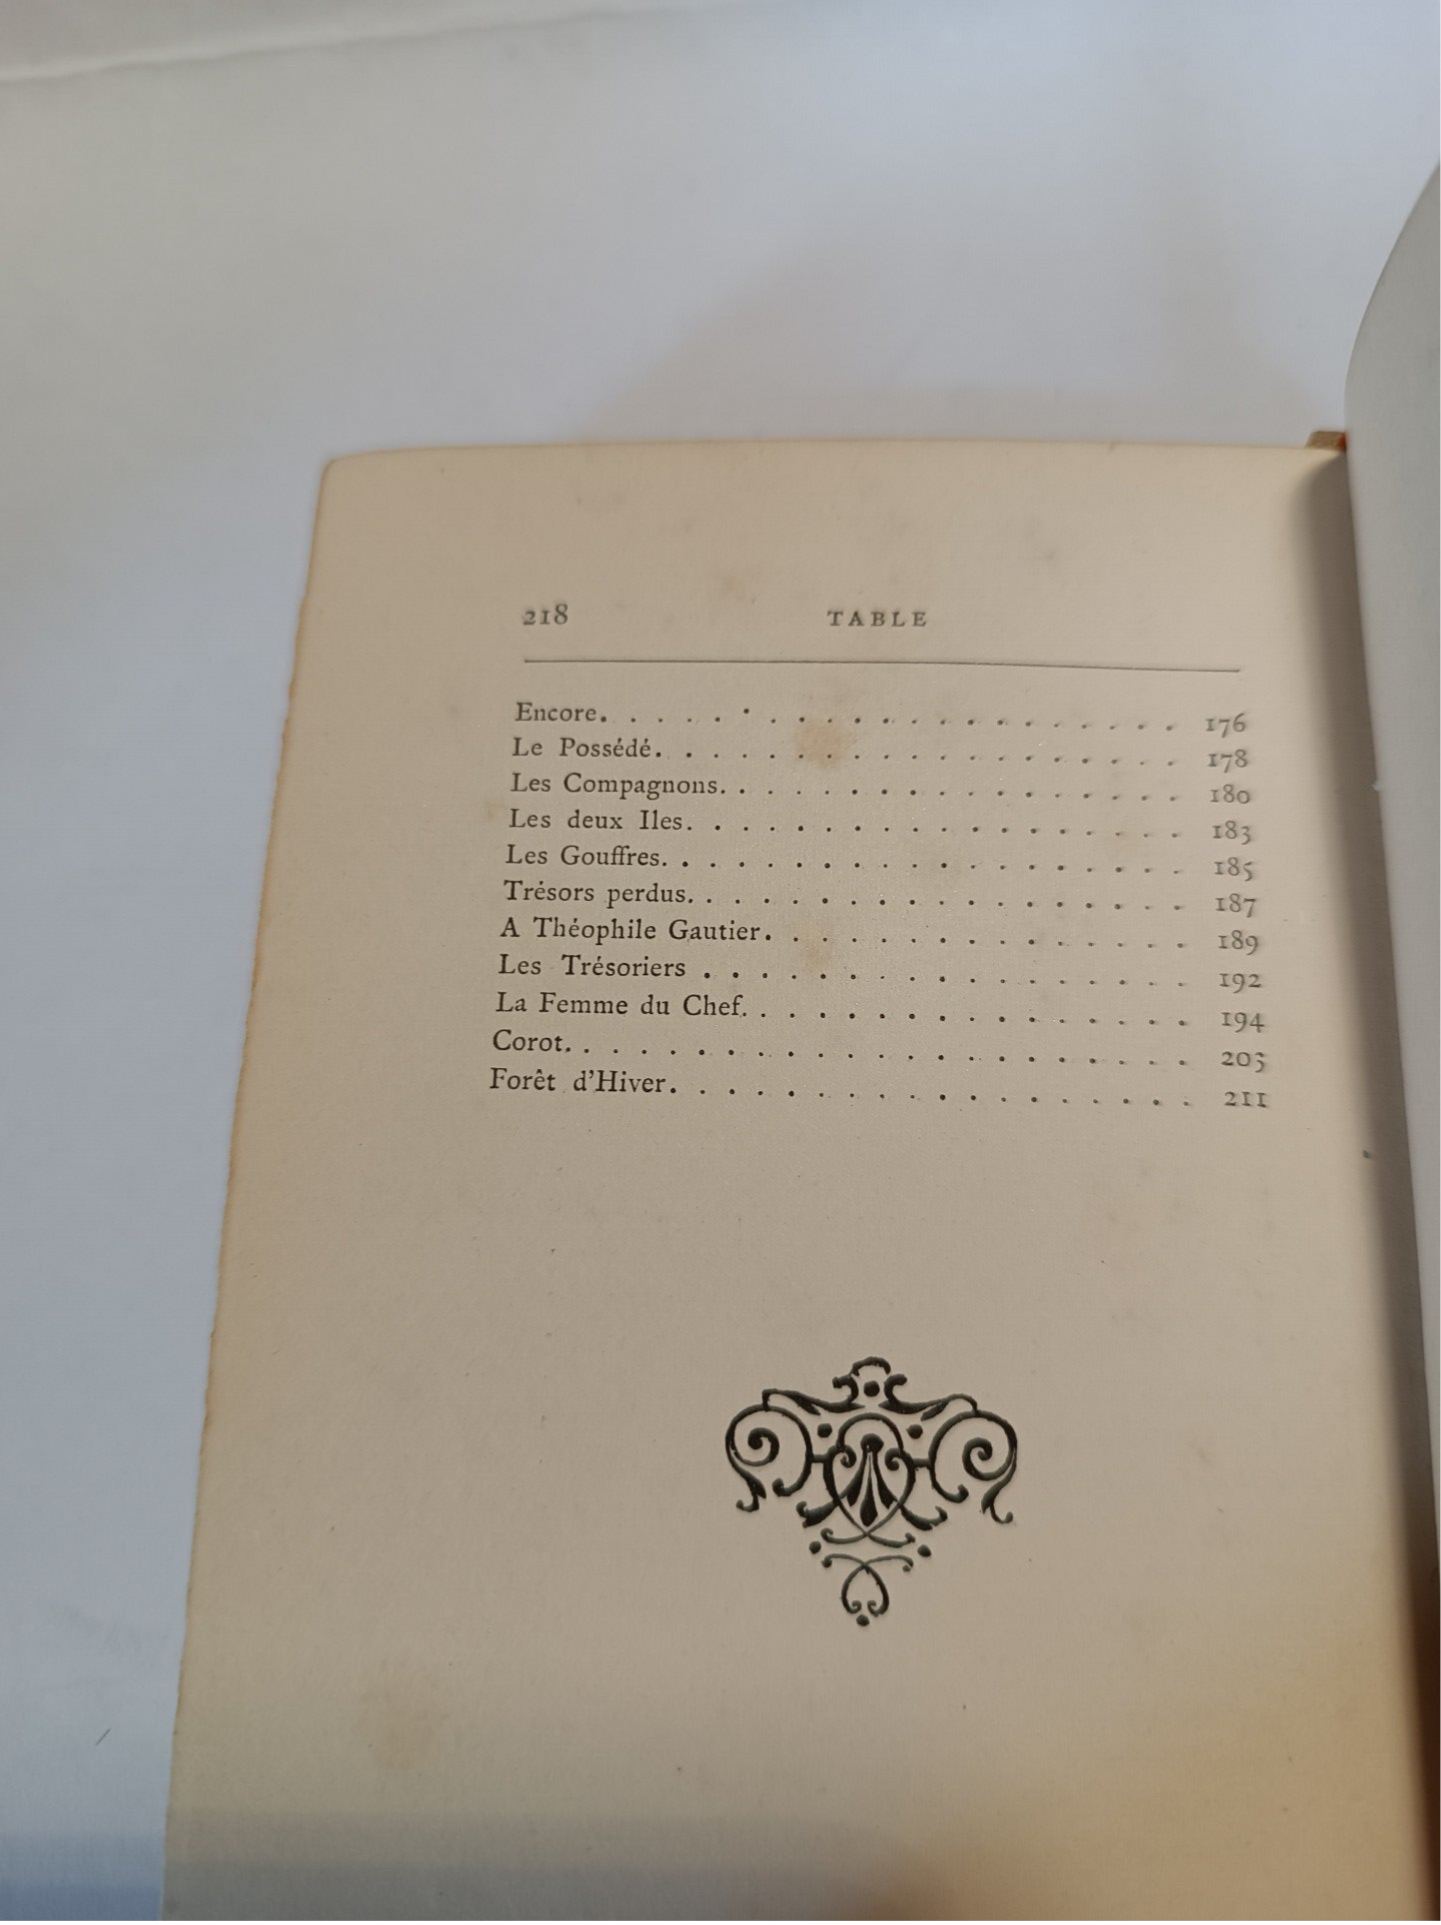 218 TABLE
Encore. . . . . . . . . . . . . . . . . . . . . 176
Le Possédé. . . . . . . . . . . . . . . . . . . 178
Les Compagnons. . . . . . . . . . . . . . . . . 180
Les deux Iles. . . . . . . . . . . . . . . . . . 183
Les Gouffres. . . . . . . . . . . . . . . . . . . 185
Trésors perdus. . . . . . . . . . . . . . . . . . 187
A Théophile Gautier. . . . . . . . . . . . . . . 189
Les Trésoriers . . . . . . . . . . . . . . . . . 192
La Femme du Chef. . . . . . . . . . . . . . . . 194
Corot. . . . . . . . . . . . . . . . . . . . . . 203
Forêt d'Hiver. . . . . . . . . . . . . . . . . . 211